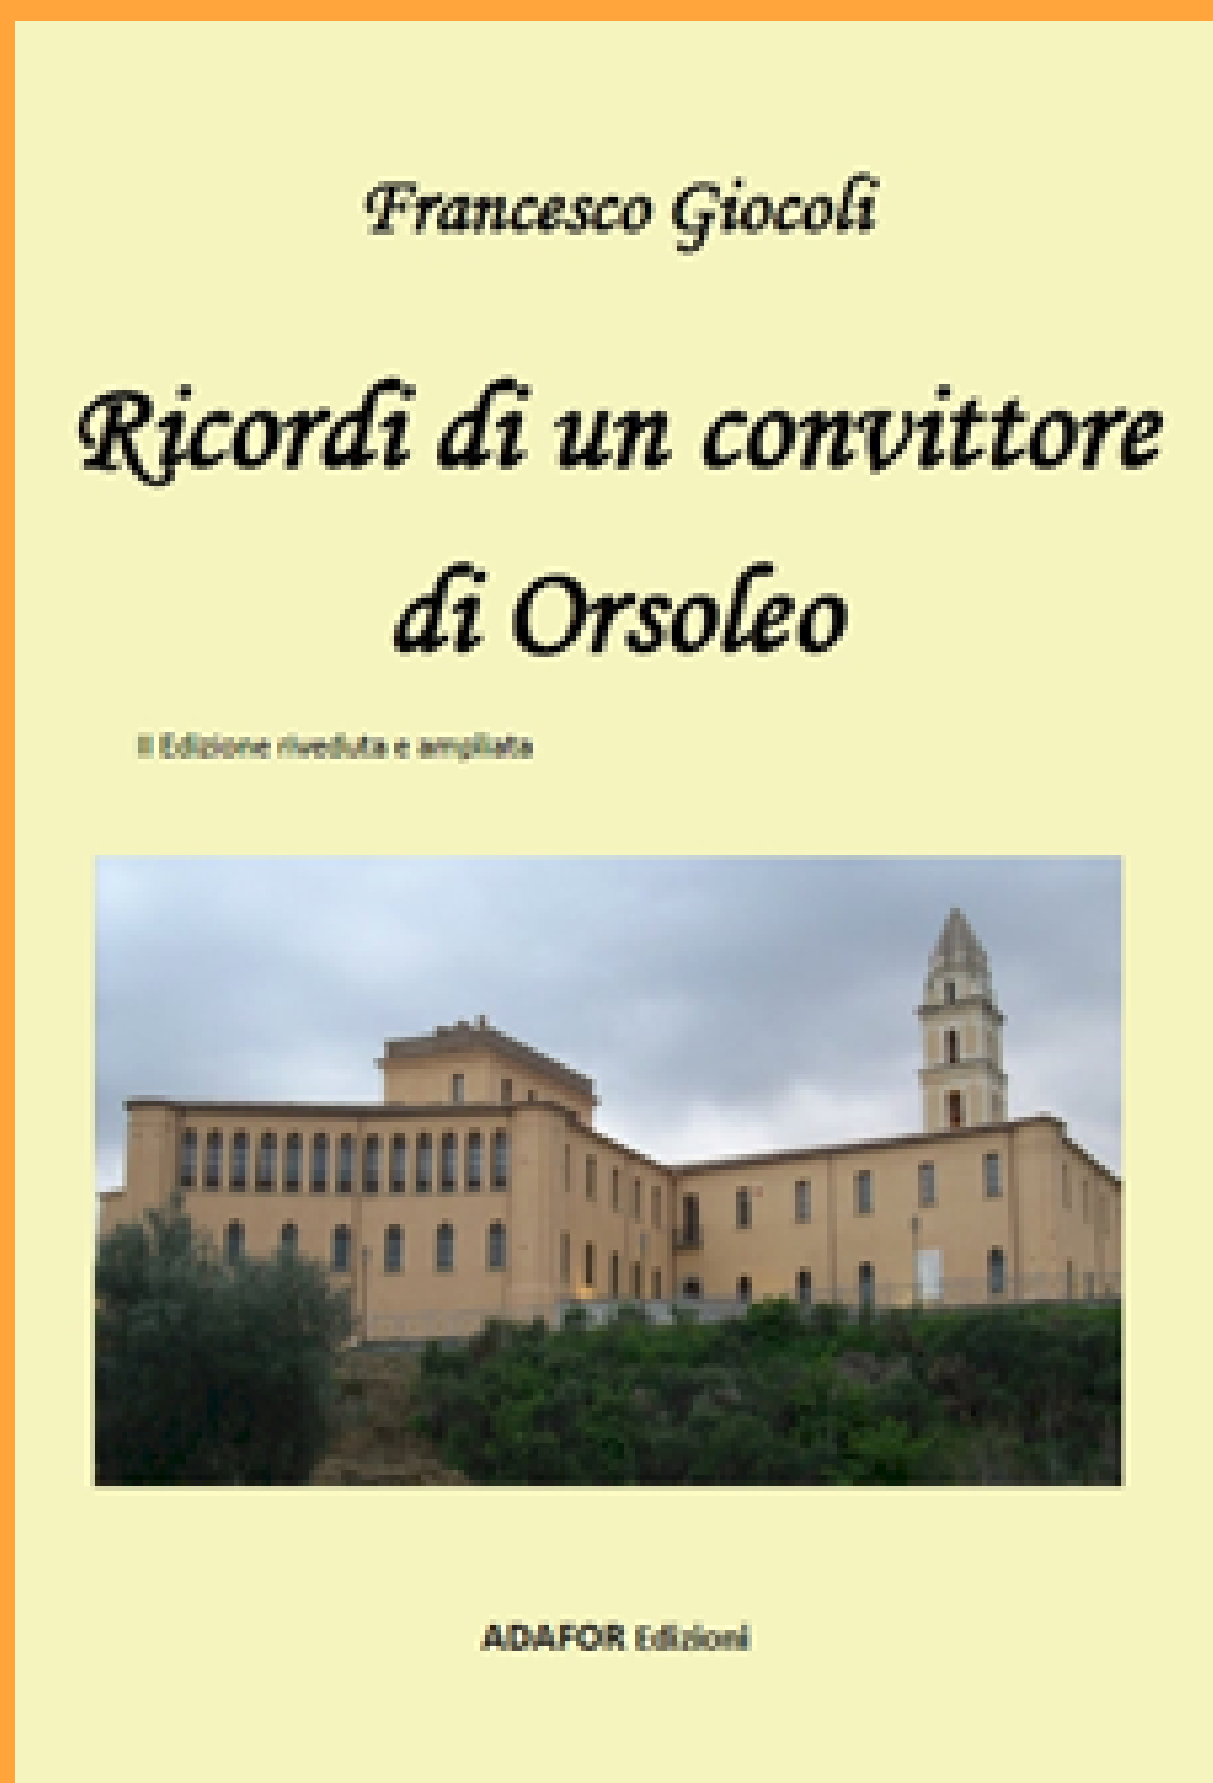 Francesco Giocoli
Ricordi di un convittore
di Orsoleo
II Edizione riveduta e ampliata
ADAFOR Edizioni